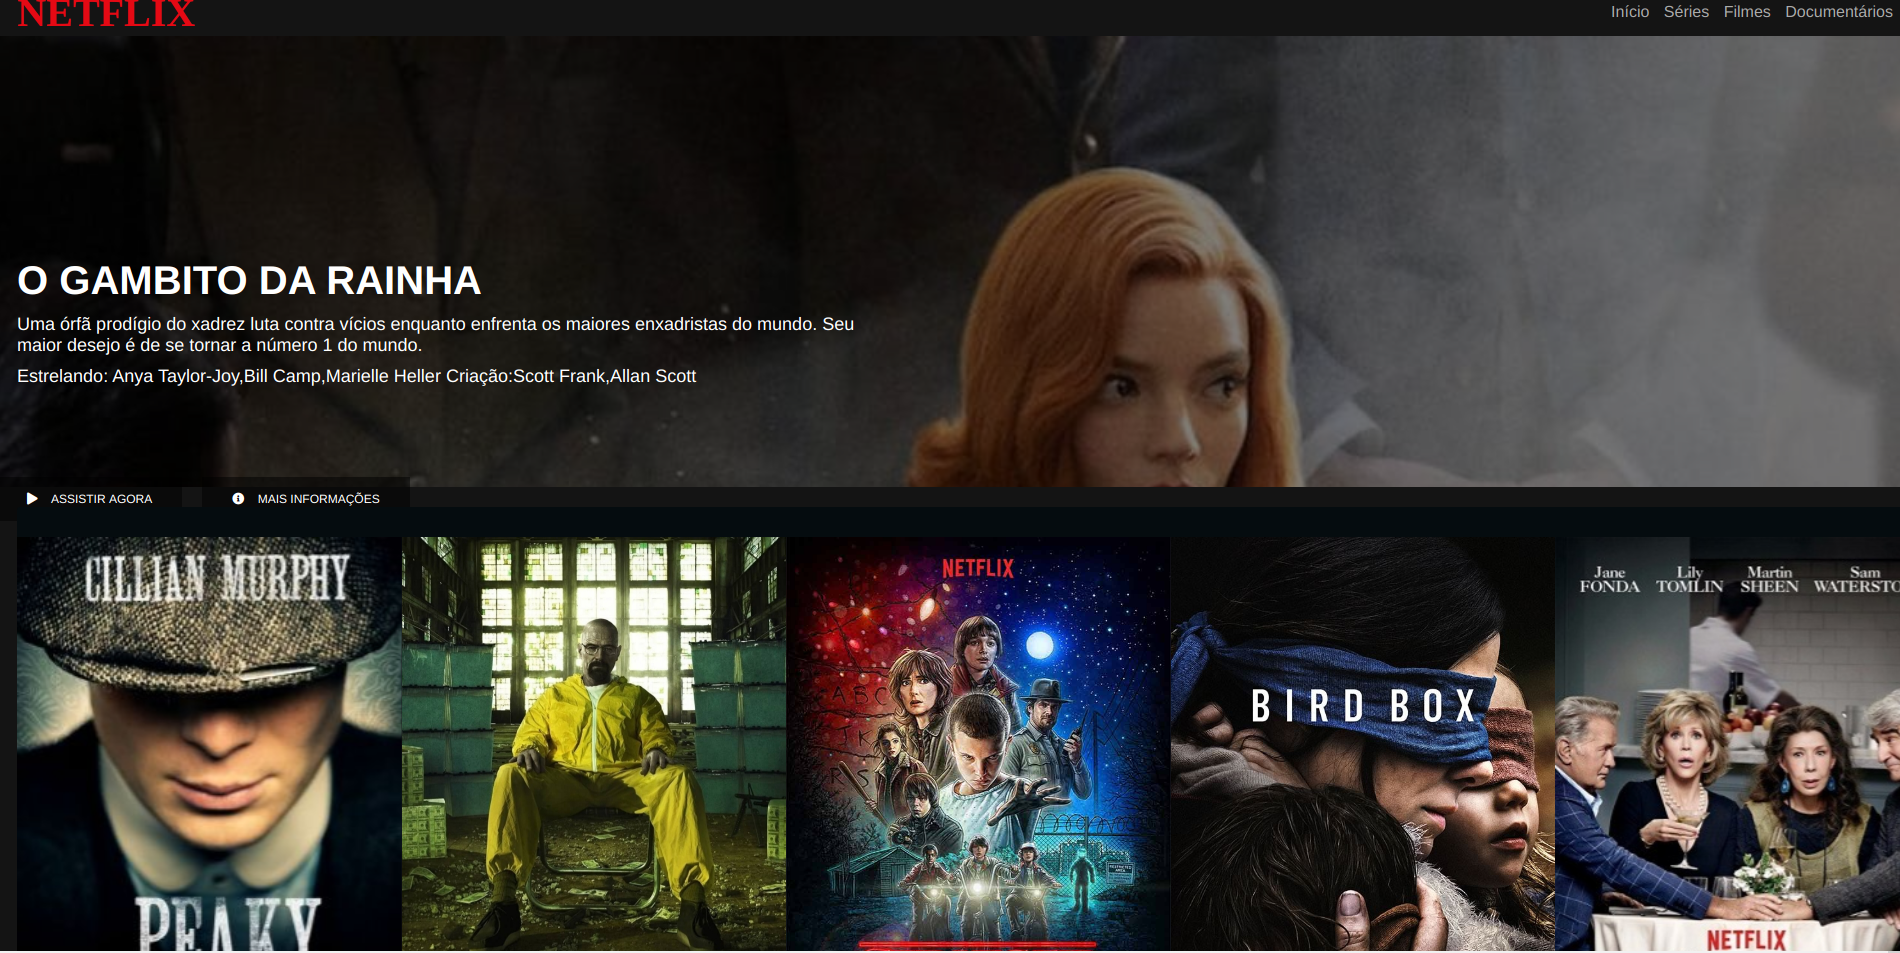 NETFLIX
Início Séries Filmes Documentários
O GAMBITO DA RAINHA
Uma órfã prodígio do xadrez luta contra vícios enquanto enfrenta os maiores enxadristas do mundo. Seu
maior desejo é de se tornar a número 1 do mundo.
Estrelando: Anya Taylor-Joy,Bill Camp,Marielle Heller Criação:Scott Frank,Allan Scott
ASSISTIR AGORA MAIS INFORMAÇÕES
CILLIAN MURPHY
PEAKY
NETFLIX
A B C
BIRD BOX
Jane Lily Martin Sam
FONDA TOMLIN SHEEN WATERSTO
NETFLIX